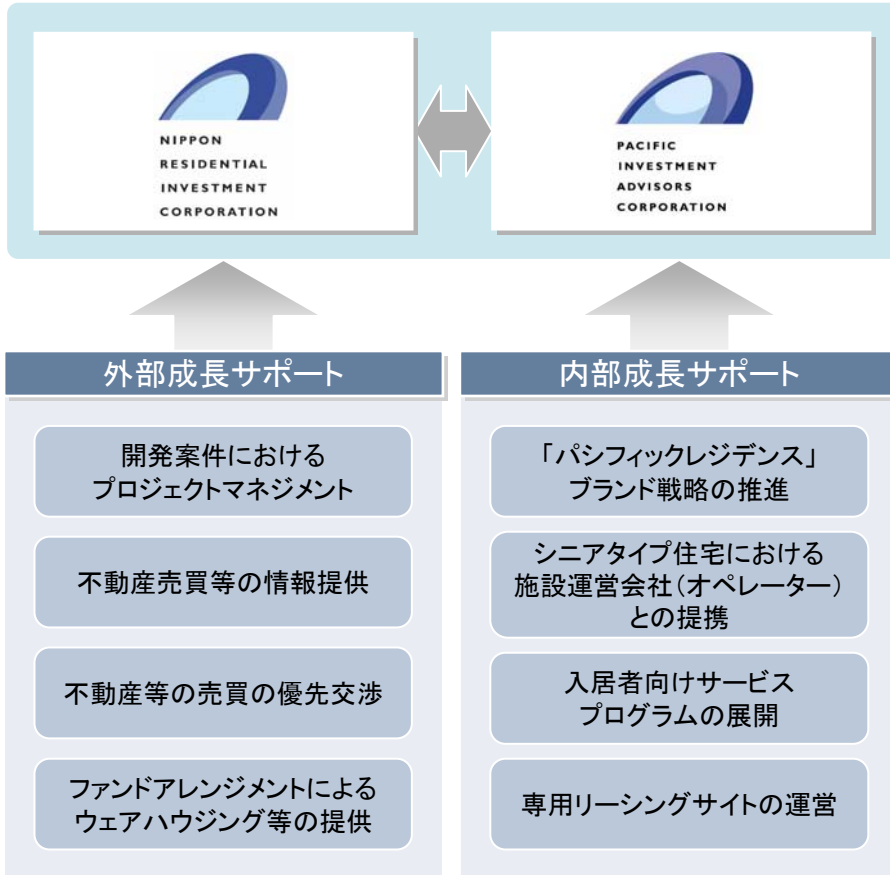 NIPPON
RESIDENTIAL
INVESTMENT
CORPORATION
PACIFIC
INVESTMENT
ADVISORS
CORPORATION
外部成長サポート
開発案件における
プロジェクトマネジメント
不動産売買等の情報提供
不動産等の売買の優先交渉
ファンドアレンジメントによる
ウェアハウジング等の提供
内部成長サポート
「パシフィックレジデンス」
ブランド戦略の推進
シニアタイプ住宅における
施設運営会社(オペレーター)
との提携
入居者向けサービス
プログラムの展開
専用リーシングサイトの運営